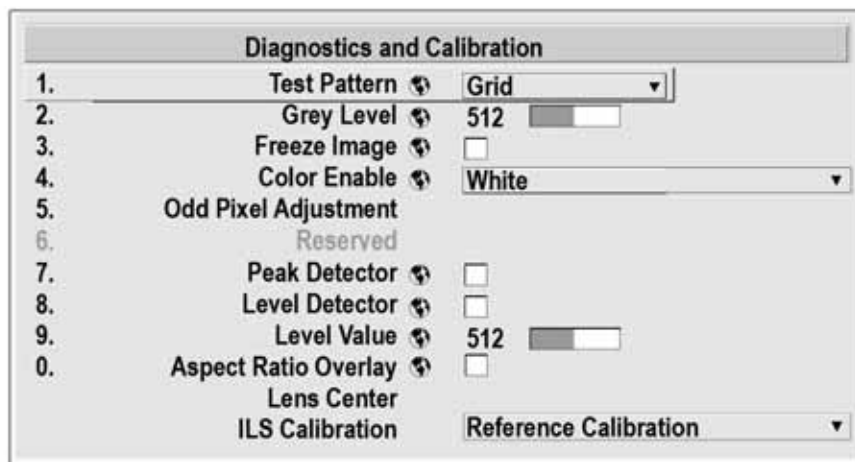 Diagnostics and Calibration
1. Test Pattern Grid
2. Grey Level 512
3. Freeze Image
4. Color Enable White
5. Odd Pixel Adjustment
6. Reserved
7. Peak Detector
8. Level Detector
9. Level Value 512
0. Aspect Ratio Overlay
Lens Center
ILS Calibration Reference Calibration